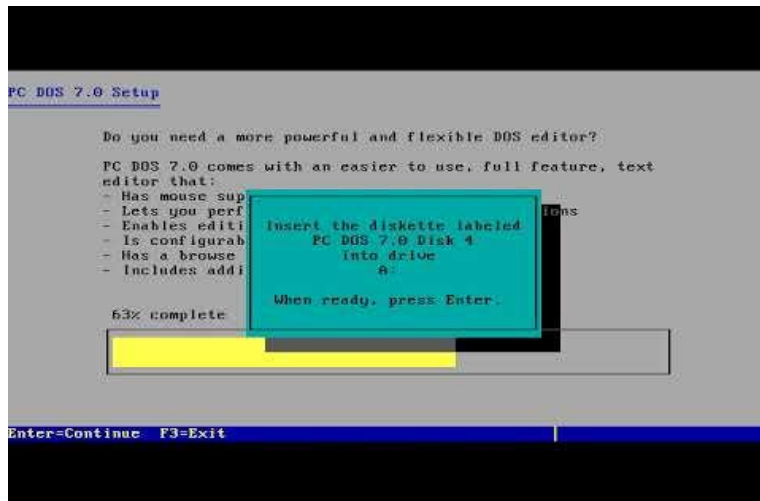 PC DOS 7.0 Setup
Do you need a more powerful and flexible DOS editor?
PC DOS 7.0 comes with an easier to use, full feature, text
editor that:
- Has mouse sup
- Lets you perf
ions
- Enables editi
- Is configurab
- Has a browse
- Includes addi
Insert the diskette labeled
PC DOS 7.0 Disk 4
into drive
A:
When ready, press Enter.
63% complete
Enter=Continue F3=Exit